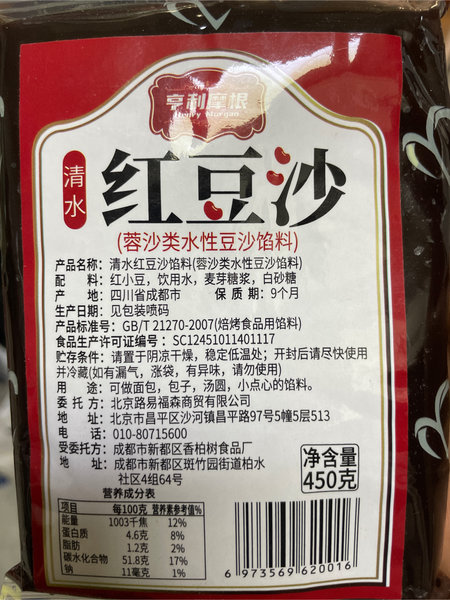 亨利摩根
Henry Morgan
清水
红豆沙
(蓉沙类水性豆沙馅料)
产品名称：清水红豆沙馅料(蓉沙类水性豆沙馅料)
配　　料：红小豆，饮用水，麦芽糖浆，白砂糖
产　　地：四川省成都市　　保 质 期：9个月
生产日期：见包装喷码
产品标准号：GB/T 21270-2007(焙烤食品用馅料)
食品生产许可证编号：SC12451011401117
贮存条件：请置于阴凉干燥，稳定低温处；开封后请尽快使用
并冷藏(如有漏气，涨袋，有异味，请勿使用)
用　　途：可做面包，包子，汤圆，小点心的馅料。
委 托 方：北京路易福森商贸有限公司
地　　址：北京市昌平区沙河镇昌平路97号5幢5层513
电　　话：010-80715600
受委托方：成都市新都区香柏树食品厂
地　　址：成都市新都区斑竹园街道柏水
社区4组64号
净含量
450克
营养成分表
项目　每100克　营养素参考值%
能量　1003千焦　12%
蛋白质　4.6克　8%
脂肪　1.2克　2%
碳水化合物　51.8克　17%
钠　11毫克　1%
6 973569 620016